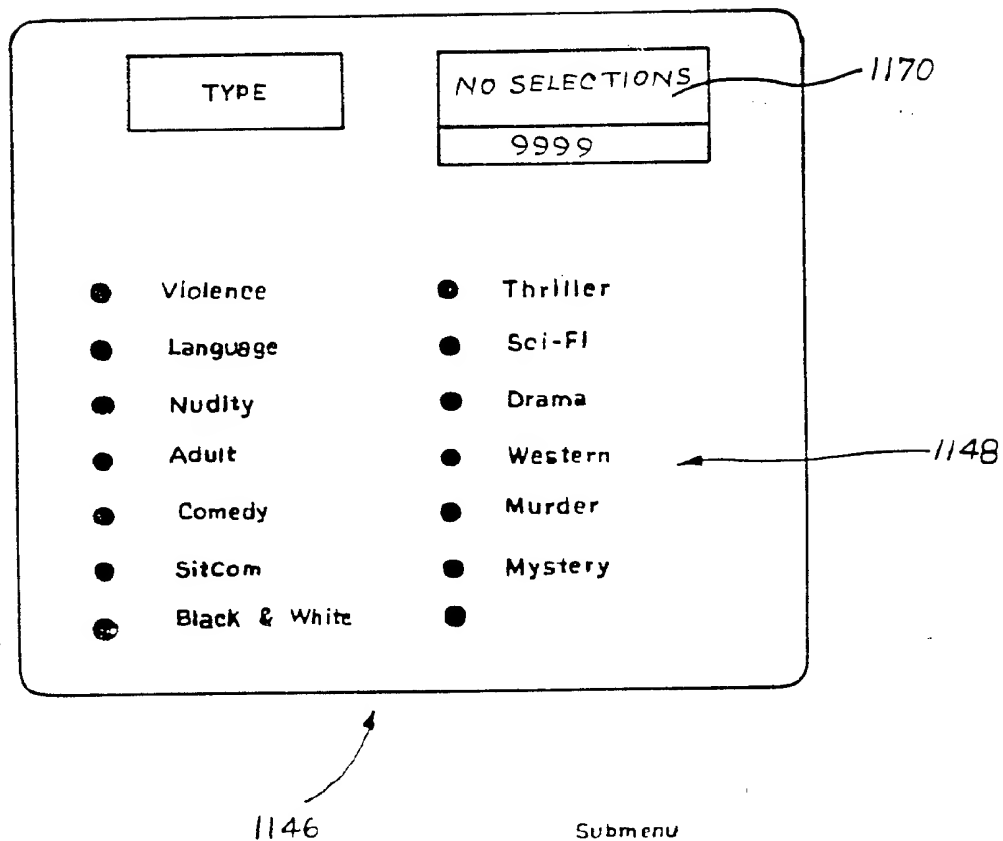 TYPE
NO SELECTIONS
9999
1170
Violence
Language
Nudity
Adult
Comedy
SitCom
Black & White
Thriller
Sci-Fi
Drama
Western
Murder
Mystery
1148
1146
Submenu